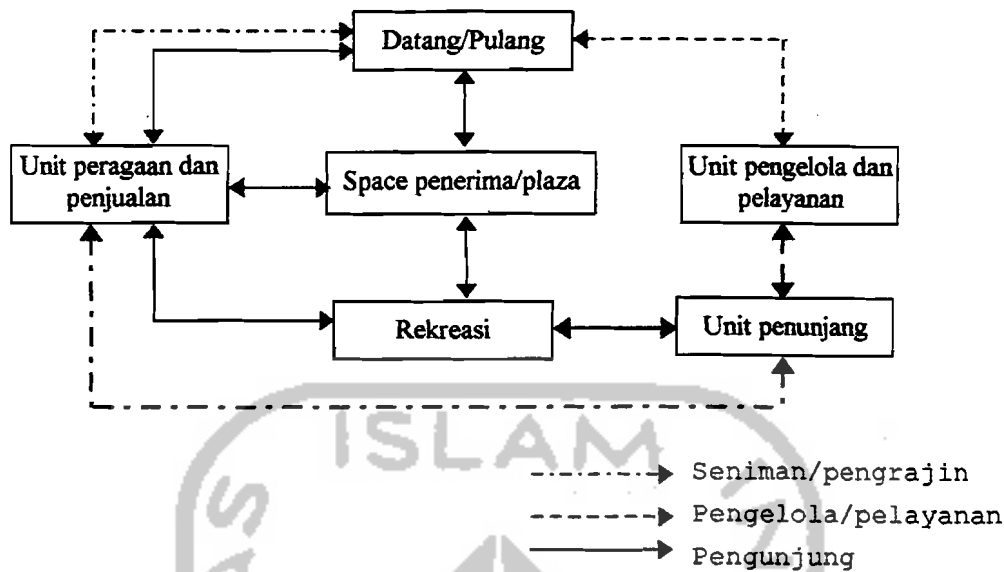 Datang/Pulang
Unit peragaan dan
penjualan
Space penerima/plaza
Unit pengelola dan
pelayanan
Rekreasi
Unit penunjang
ISLAM
AS
Seniman/pengrajin
Pengelola/pelayanan
Pengunjung